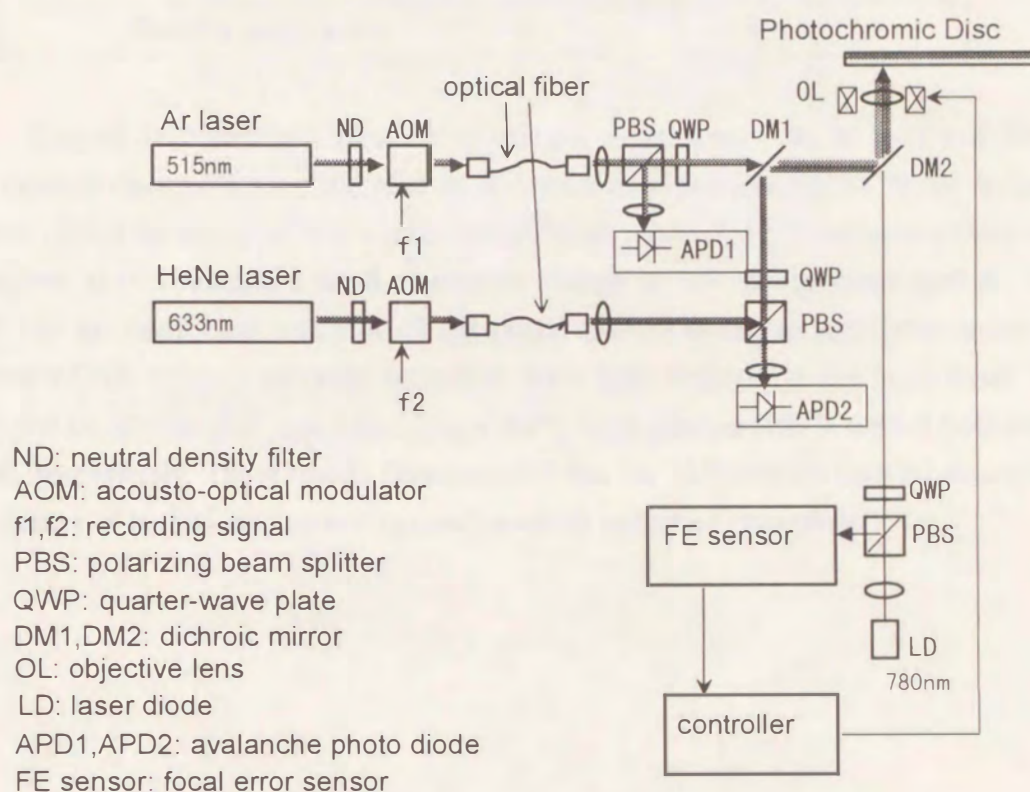 Photochromic Disc
optical fiber
OL
Ar laser
ND AOM
PBS QWP DM1
515nm
DM2
f1
APD1
HeNe laser
ND AOM
QWP
633nm
PBS
f2
APD2
ND: neutral density filter
AOM: acousto-optical modulator
f1,f2: recording signal
PBS: polarizing beam splitter
QWP: quarter-wave plate
DM1,DM2: dichroic mirror
OL: objective lens
LD: laser diode
APD1,APD2: avalanche photo diode
FE sensor: focal error sensor
QWP
FE sensor
PBS
LD
780nm
controller